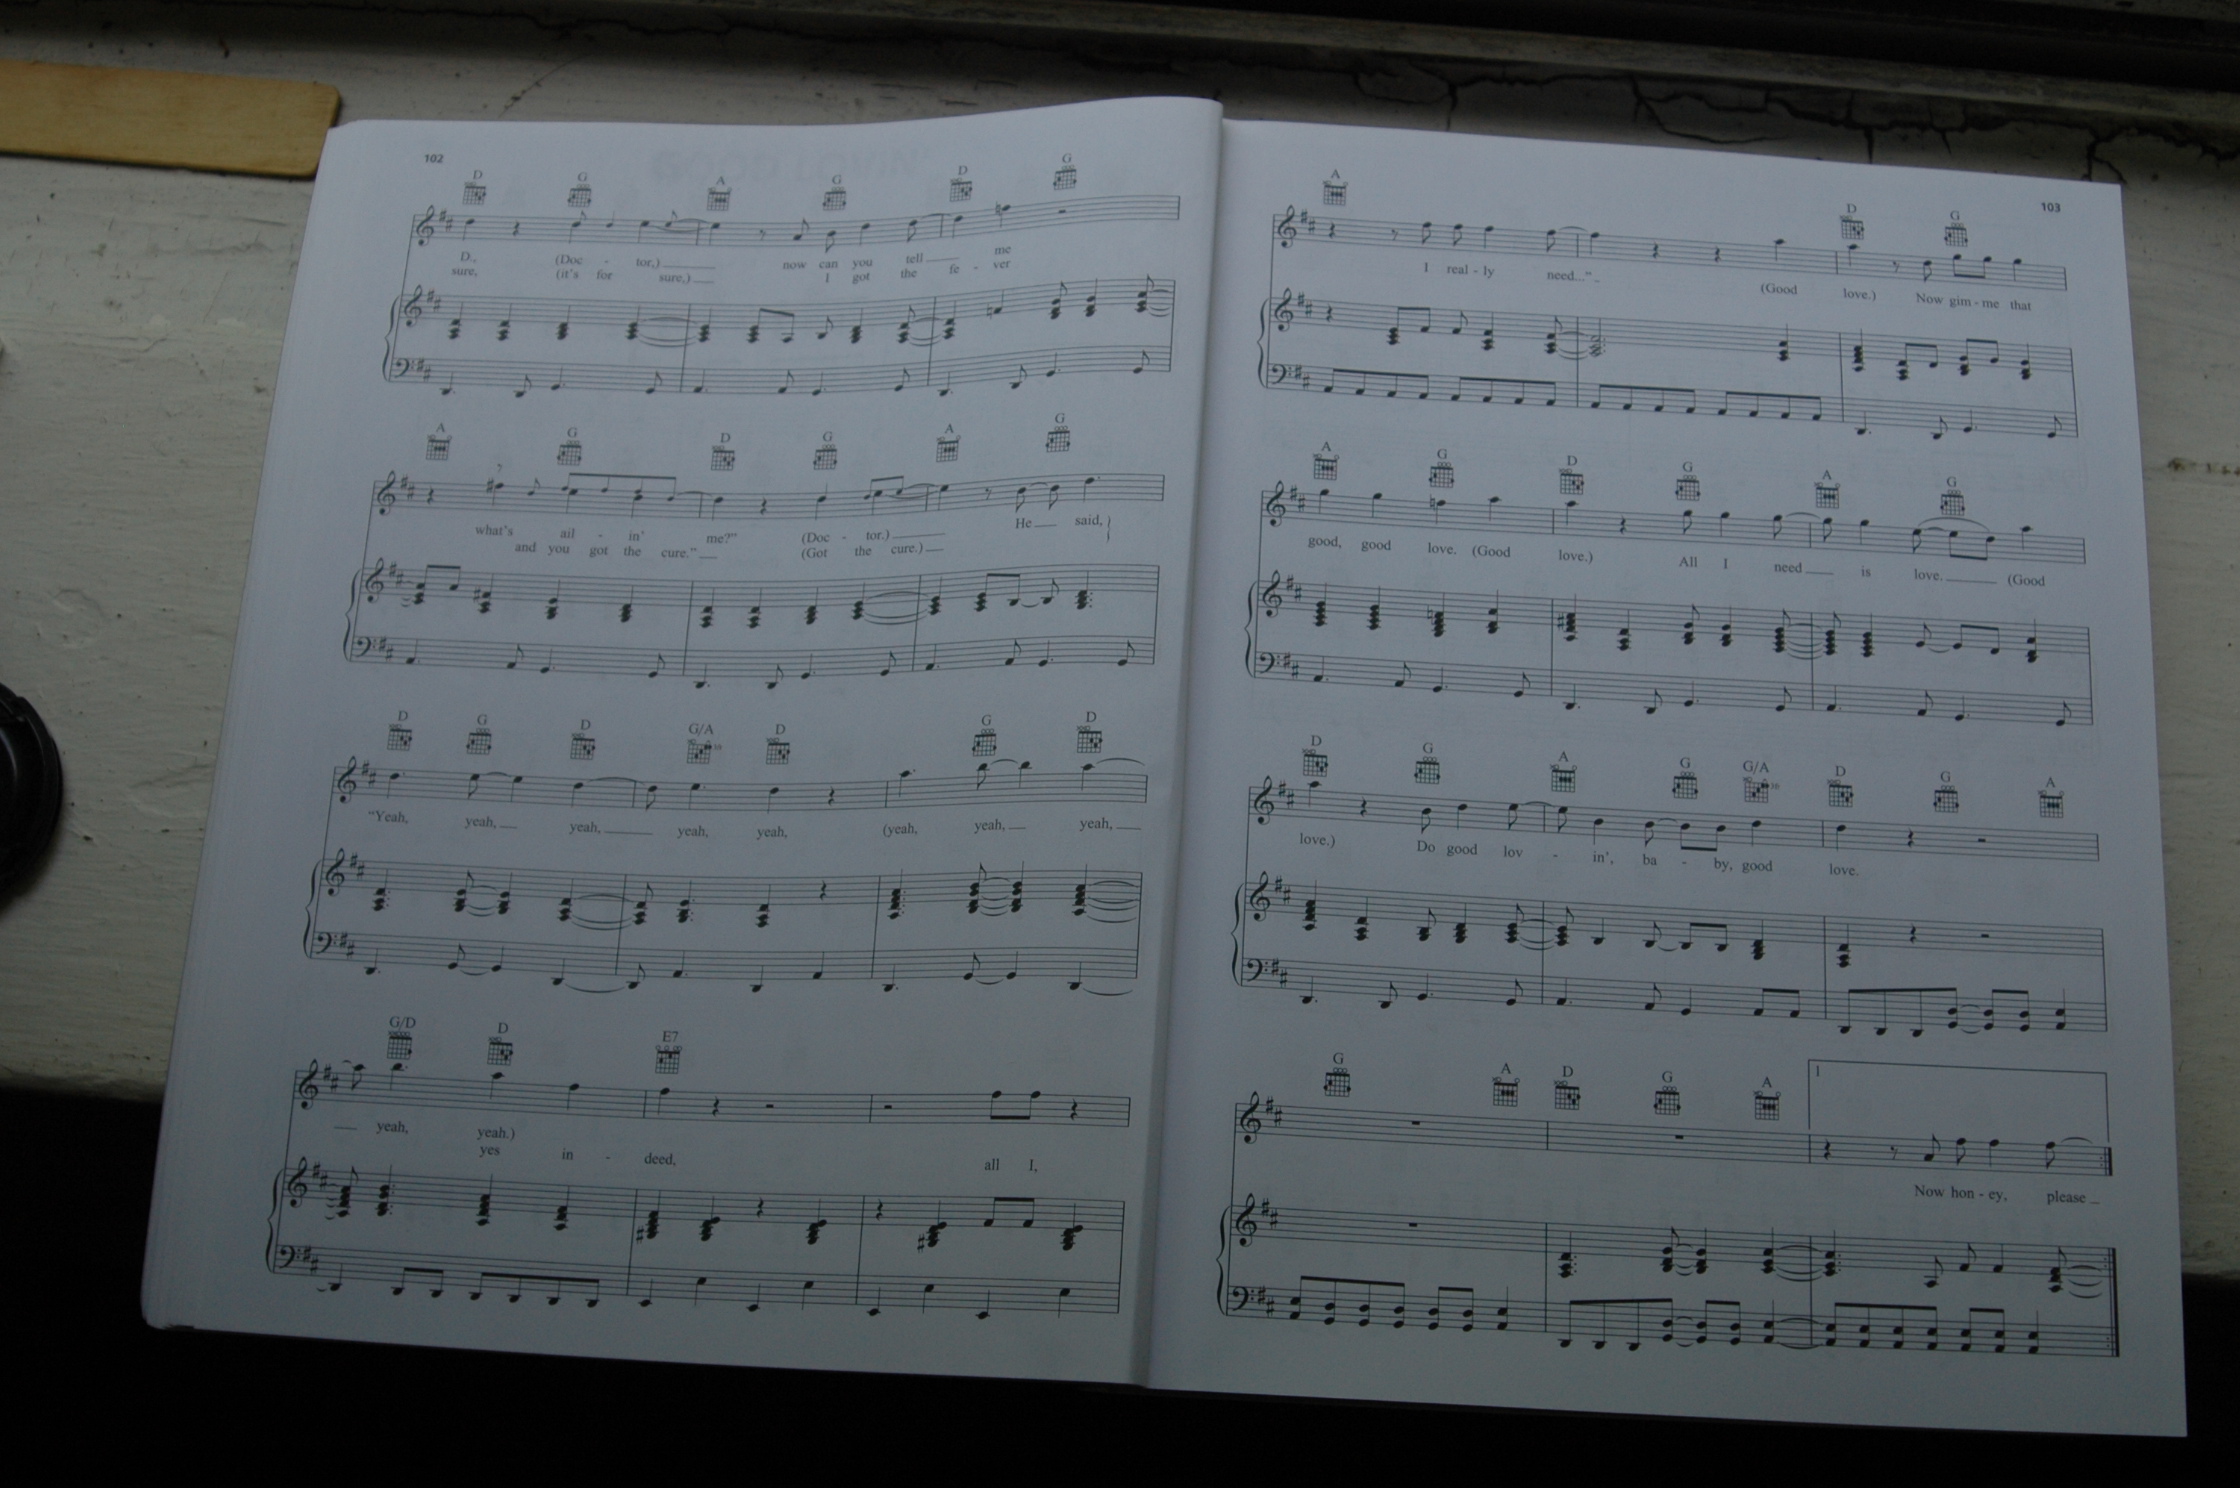 102
D G A G D G
D., (Doc - tor,) now can you tell me
sure, (it's for sure,) I got the fe - ver
A G D G A G
what's ail - in' me?" (Doc - tor.) He said,
and you got the cure." (Got the cure.)
D G D G/A D G D
"Yeah, yeah, yeah, yeah, yeah, (yeah, yeah, yeah,
G/D D E7
yeah, yeah.)
yes in - deed, all I,
103
A D G
I real - ly need..." (Good love.) Now gim - me that
A G D G A G
good, good love. (Good love.) All I need is love. (Good
D G A G G/A D G A
love.) Do good lov - in', ba - by, good love.
G A D G A
1
Now hon - ey, please